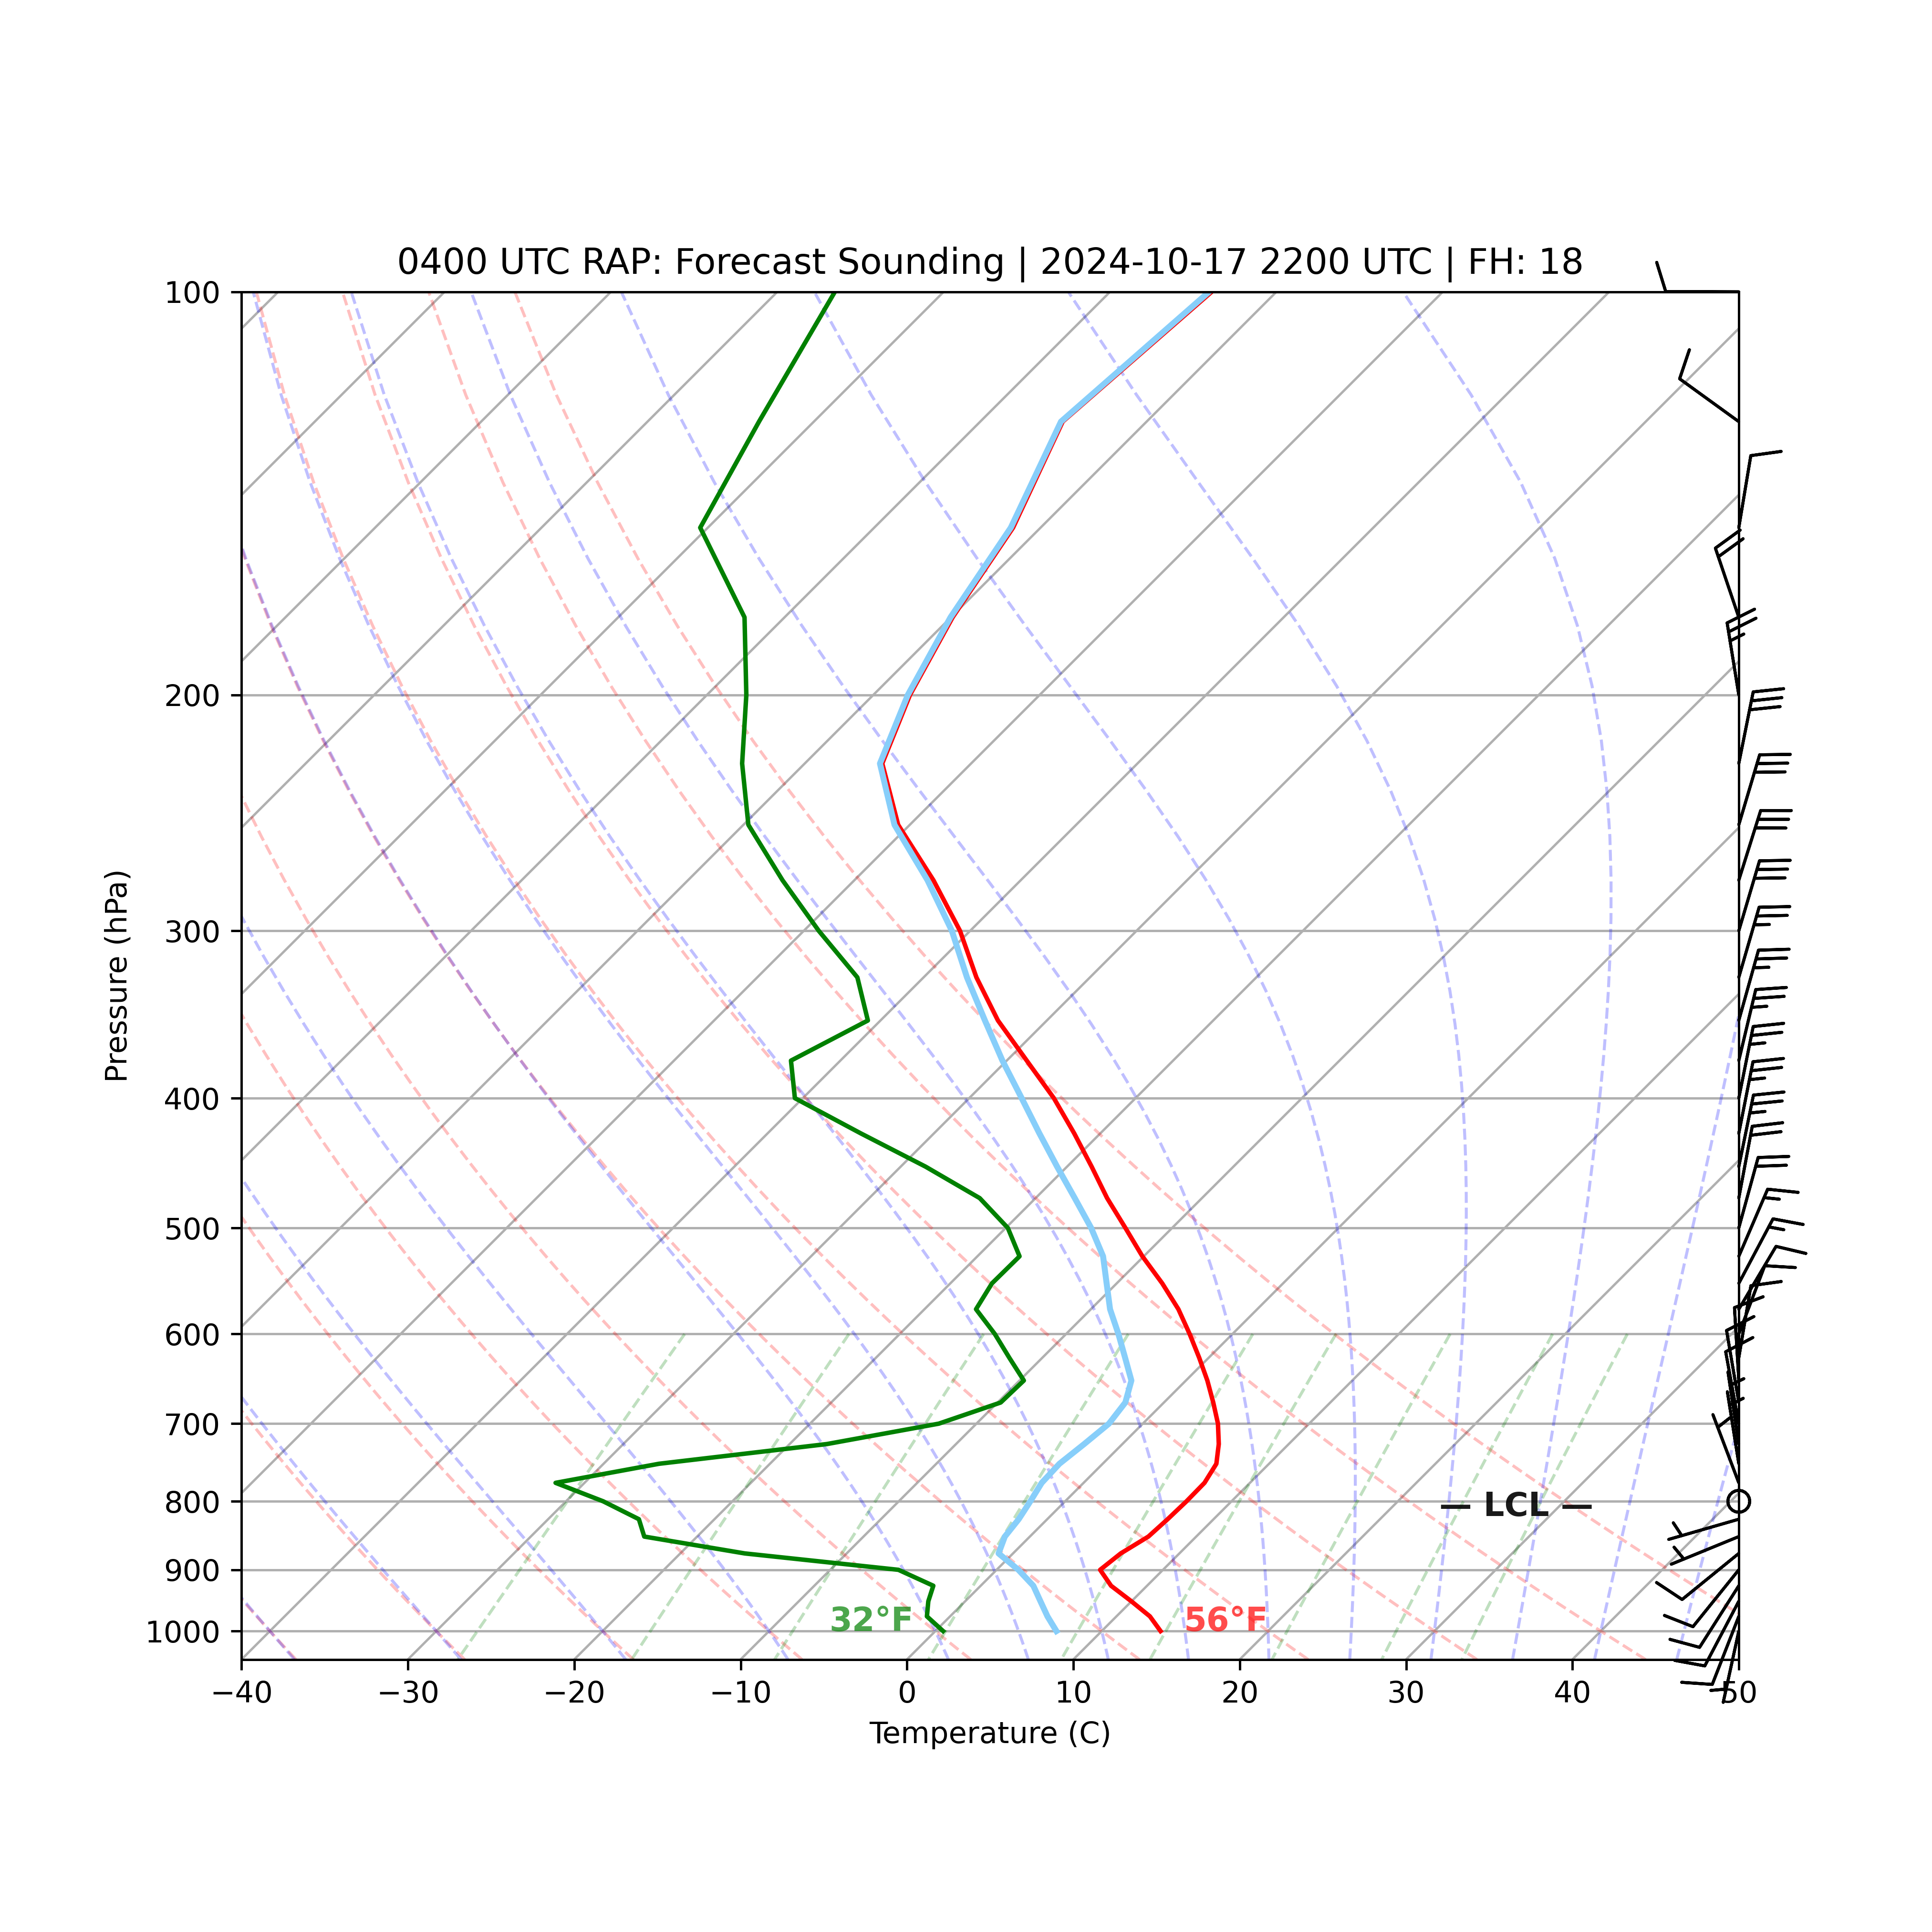 0400 UTC RAP: Forecast Sounding | 2024-10-17 2200 UTC | FH: 18
100
200
300
400
500
600
700
800
900
1000
Pressure (hPa)
— LCL —
32°F
56°F
−40 −30 −20 −10 0 10 20 30 40 50
Temperature (C)